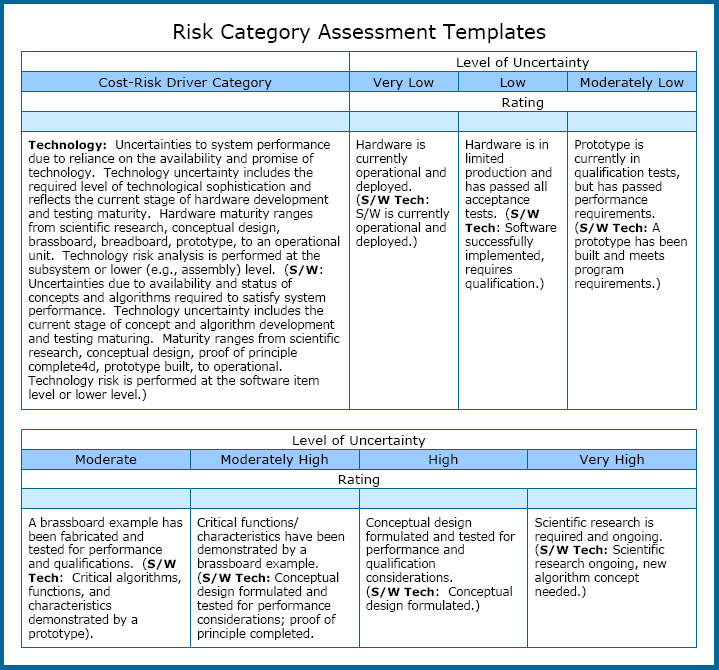 Risk Category Assessment Templates
Level of Uncertainty
Cost-Risk Driver Category
Very Low
Low
Moderately Low
Rating
Technology:  Uncertainties to system performance
due to reliance on the availability and promise of
technology.  Technology uncertainty includes the
required level of technological sophistication and
reflects the current stage of hardware development
and testing maturity.  Hardware maturity ranges
from scientific research, conceptual design,
brassboard, breadboard, prototype, to an operational
unit.  Technology risk analysis is performed at the
subsystem or lower (e.g., assembly) level.  (S/W:
Uncertainties due to availability and status of
concepts and algorithms required to satisfy system
performance.  Technology uncertainty includes the
current stage of concept and algorithm development
and testing maturing.  Maturity ranges from scientific
research, conceptual design, proof of principle
complete4d, prototype built, to operational.
Technology risk is performed at the software item
level or lower level.)
Hardware is
currently
operational and
deployed.
(S/W Tech:
S/W is currently
operational and
deployed.)
Hardware is in
limited
production and
has passed all
acceptance
tests.  (S/W
Tech: Software
successfully
implemented,
requires
qualification.)
Prototype is
currently in
qualification tests,
but has passed
performance
requirements.
(S/W Tech: A
prototype has been
built and meets
program
requirements.)
Level of Uncertainty
Moderate
Moderately High
High
Very High
Rating
A brassboard example has
been fabricated and
tested for performance
and qualifications.  (S/W
Tech:  Critical algorithms,
functions, and
characteristics
demonstrated by a
prototype).
Critical functions/
characteristics have been
demonstrated by a
brassboard example.
(S/W Tech: Conceptual
design formulated and
tested for performance
considerations; proof of
principle completed.
Conceptual design
formulated and tested for
performance and
qualification
considerations.
(S/W Tech:  Conceptual
design formulated.)
Scientific research is
required and ongoing.
(S/W Tech: Scientific
research ongoing, new
algorithm concept
needed.)